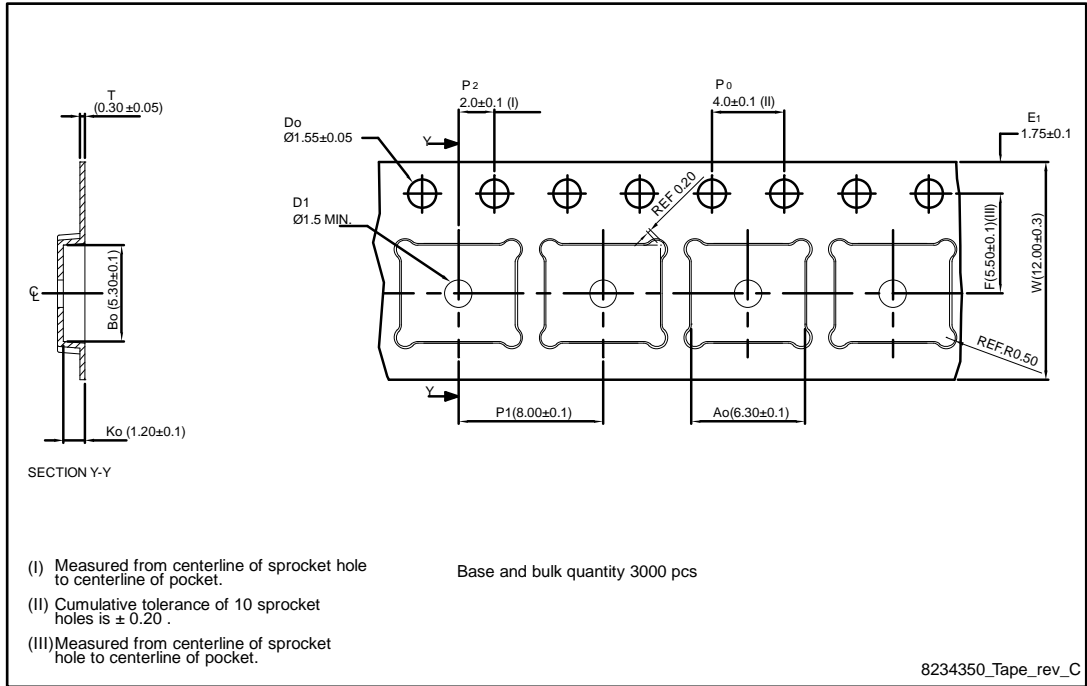 T
(0.30 ±0.05)
P2
2.0±0.1 (I)
P0
4.0±0.1 (II)
E1
1.75±0.1
Do
Ø1.55±0.05
Y
REF 0.20
D1
Ø1.5 MIN.
F(5.50±0.1)(III)
W(12.00±0.3)
℄
Bo (5.30±0.1)
REF.R0.50
Y
P1(8.00±0.1)
Ao(6.30±0.1)
Ko (1.20±0.1)
SECTION Y-Y
(I) Measured from centerline of sprocket hole
to centerline of pocket.
Base and bulk quantity 3000 pcs
(II) Cumulative tolerance of 10 sprocket
holes is ± 0.20 .
(III) Measured from centerline of sprocket
hole to centerline of pocket.
8234350_Tape_rev_C